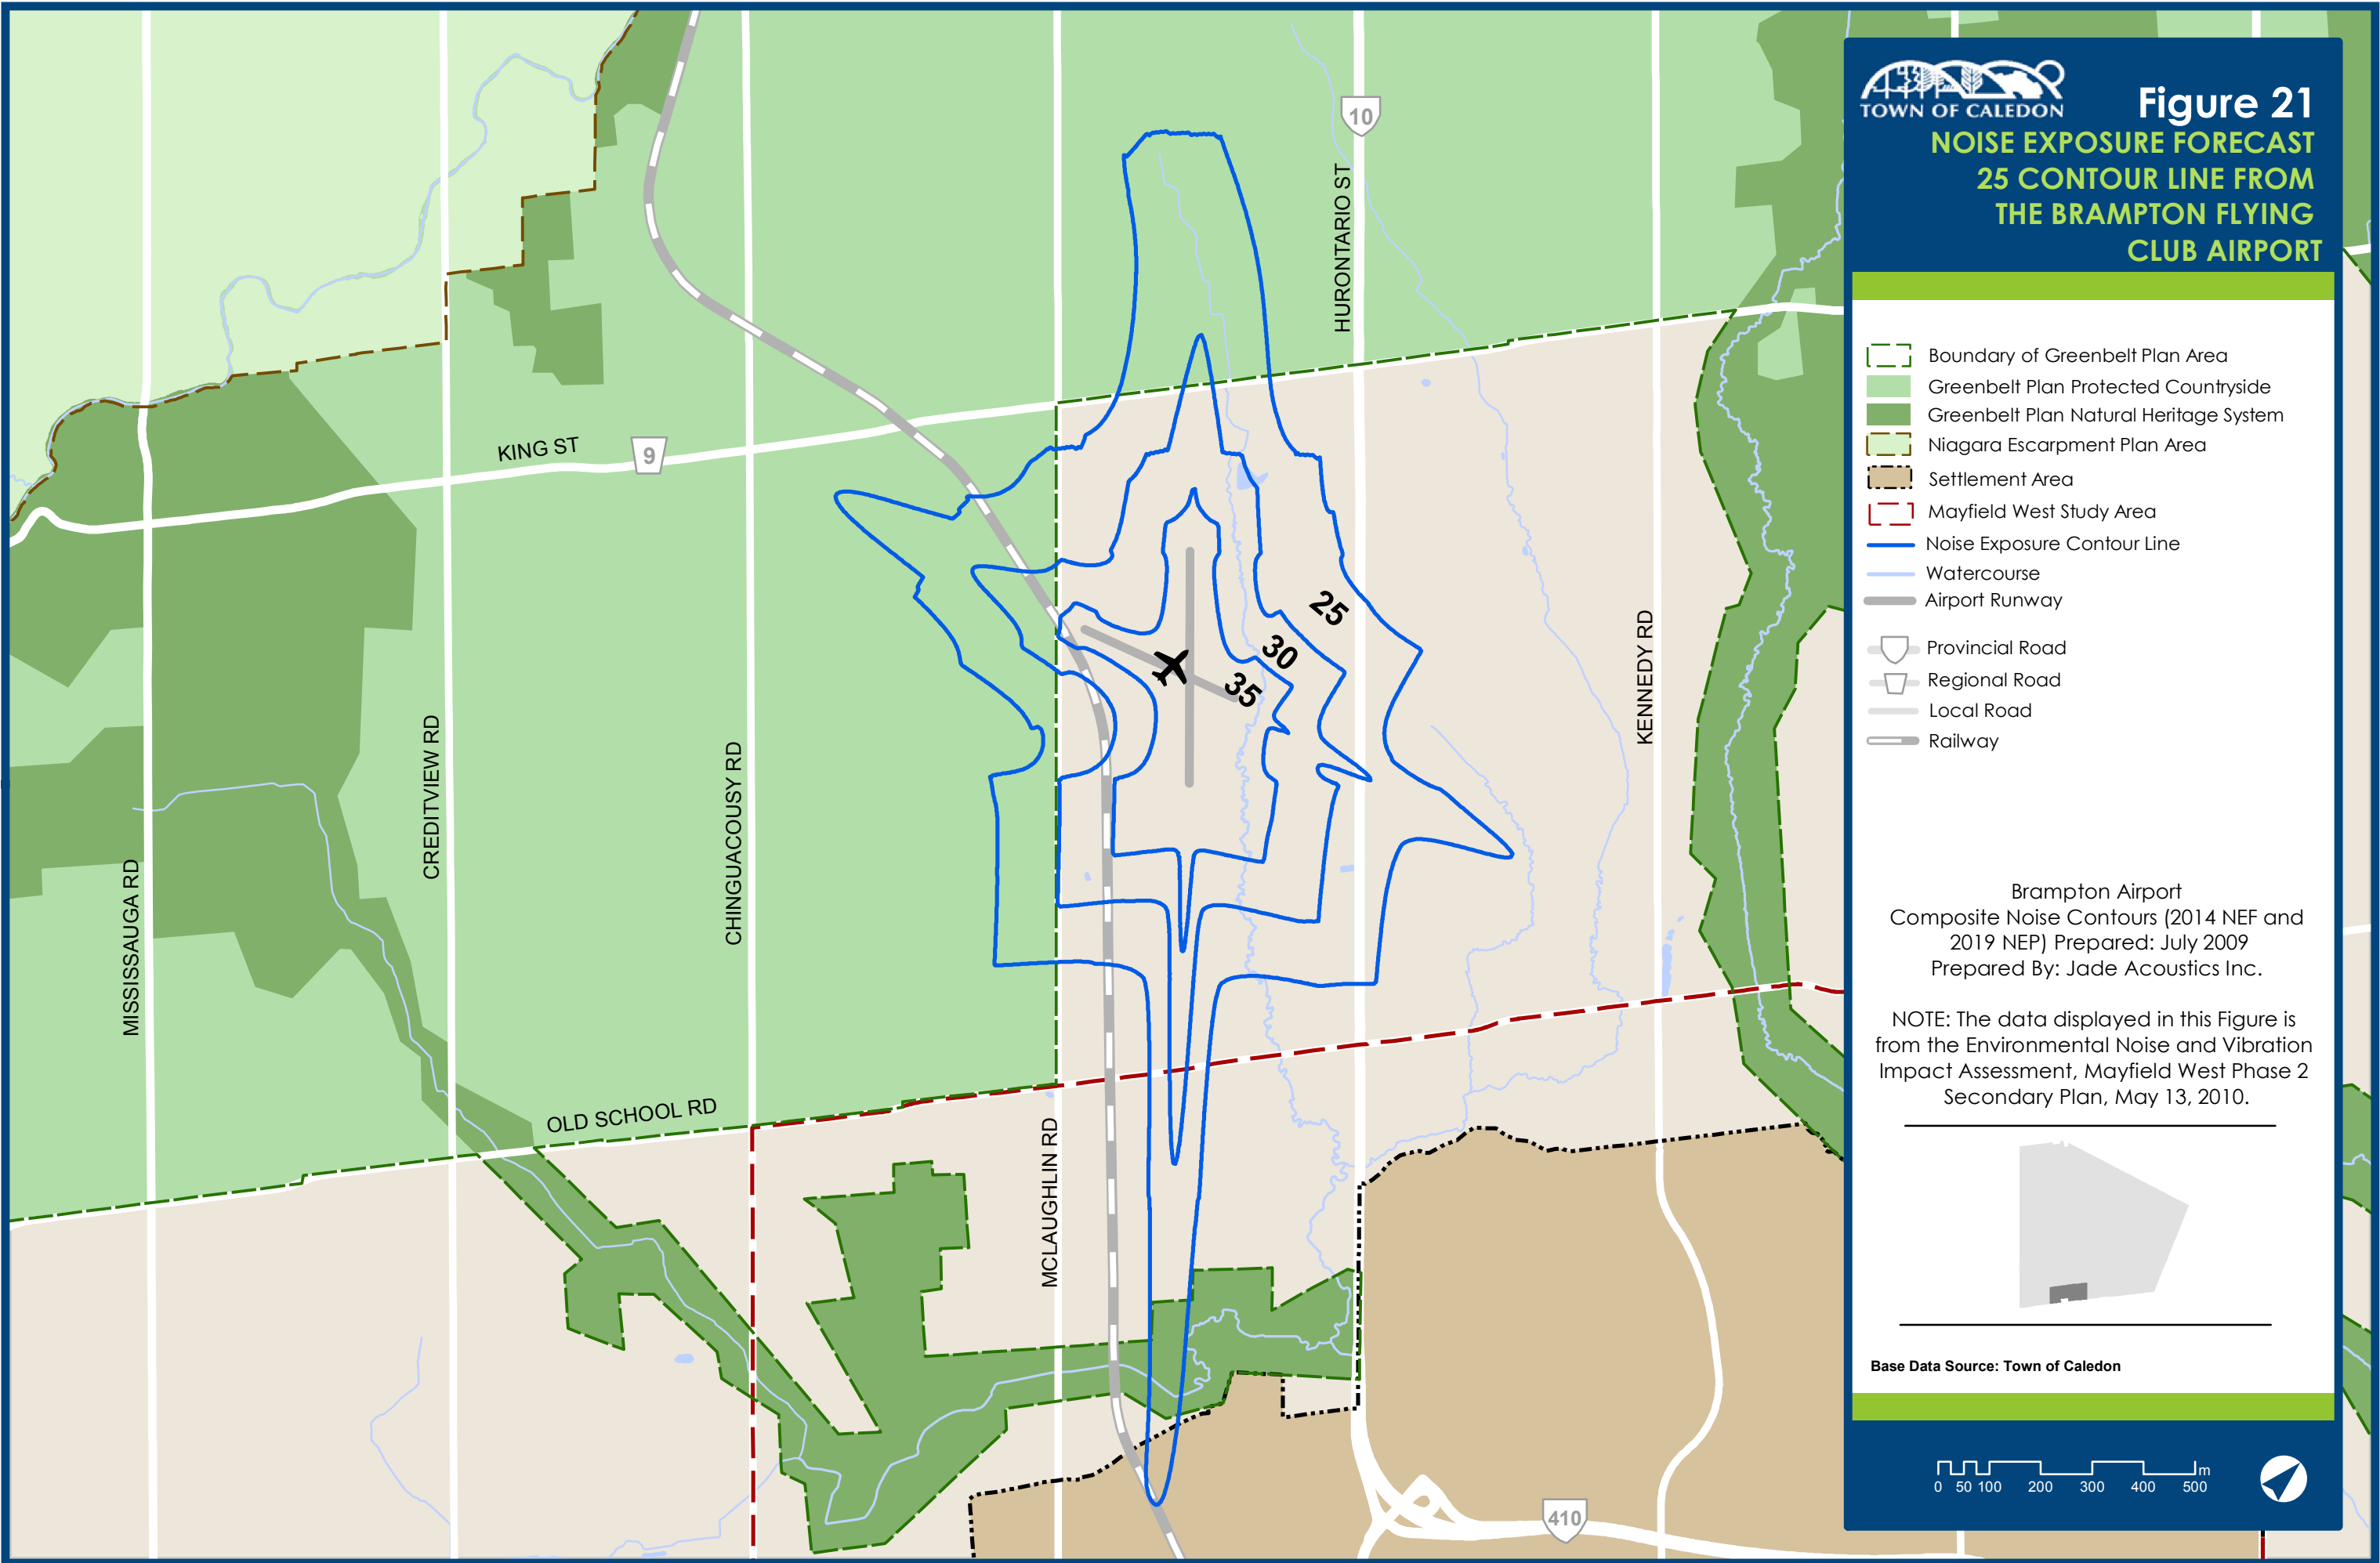 TOWN OF CALEDON
Figure 21
NOISE EXPOSURE FORECAST
25 CONTOUR LINE FROM
THE BRAMPTON FLYING
CLUB AIRPORT
Boundary of Greenbelt Plan Area
Greenbelt Plan Protected Countryside
Greenbelt Plan Natural Heritage System
Niagara Escarpment Plan Area
Settlement Area
Mayfield West Study Area
Noise Exposure Contour Line
Watercourse
Airport Runway
Provincial Road
Regional Road
Local Road
Railway
Brampton Airport
Composite Noise Contours (2014 NEF and
2019 NEP) Prepared: July 2009
Prepared By: Jade Acoustics Inc.
NOTE: The data displayed in this Figure is
from the Environmental Noise and Vibration
Impact Assessment, Mayfield West Phase 2
Secondary Plan, May 13, 2010.
Base Data Source: Town of Caledon
m
0 50 100 200 300 400 500
10
HURONTARIO ST
KING ST
9
25
30
35
KENNEDY RD
CREDITVIEW RD
CHINGUACOUSY RD
MISSISSAUGA RD
OLD SCHOOL RD
MCLAUGHLIN RD
410